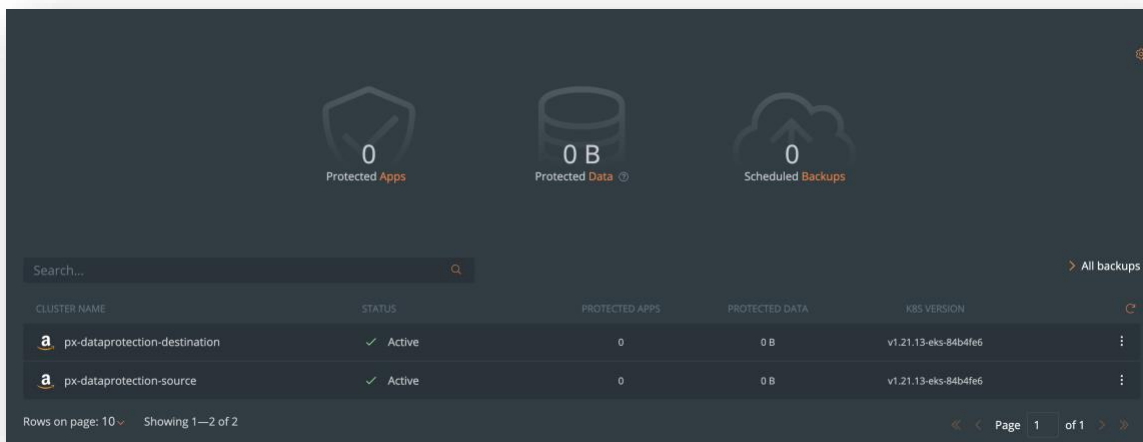 0
Protected Apps
0 B
Protected Data
0
Scheduled Backups
Search...
All backups
CLUSTER NAME STATUS PROTECTED APPS PROTECTED DATA K8S VERSION
px-dataprotection-destination Active 0 0 B v1.21.13-eks-84b4fe6
px-dataprotection-source Active 0 0 B v1.21.13-eks-84b4fe6
Rows on page: 10 Showing 1—2 of 2 Page 1 of 1